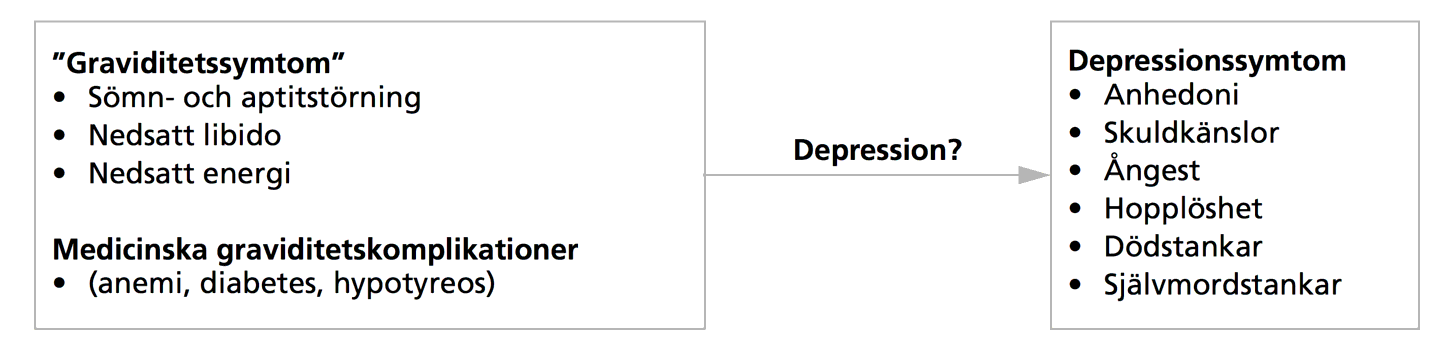 ”Graviditetssymtom”
• Sömn- och aptitstörning
• Nedsatt libido
• Nedsatt energi
Medicinska graviditetskomplikationer
• (anemi, diabetes, hypotyreos)
Depression?
Depressionssymtom
• Anhedoni
• Skuldkänslor
• Ångest
• Hopplöshet
• Dödstankar
• Självmordstankar